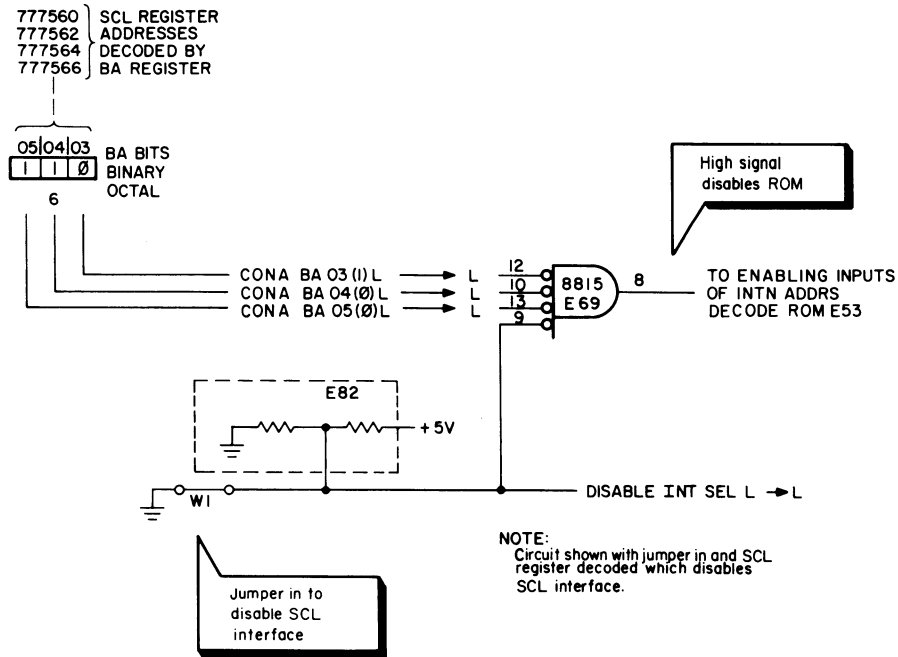 777560 SCL REGISTER
777562 ADDRESSES
777564 DECODED BY
777566 BA REGISTER
05|04|03 BA BITS
1 1 Ø BINARY
6 OCTAL
High signal
disables ROM
CONA BA 03(1)L L 12
CONA BA 04(Ø)L L 10
CONA BA 05(Ø)L L 13
9
8815
E69
8
TO ENABLING INPUTS
OF INTN ADDRS
DECODE ROM E53
E82
+5V
W1
DISABLE INT SEL L L
NOTE:
Circuit shown with jumper in and SCL
register decoded which disables
SCL interface.
Jumper in to
disable SCL
interface